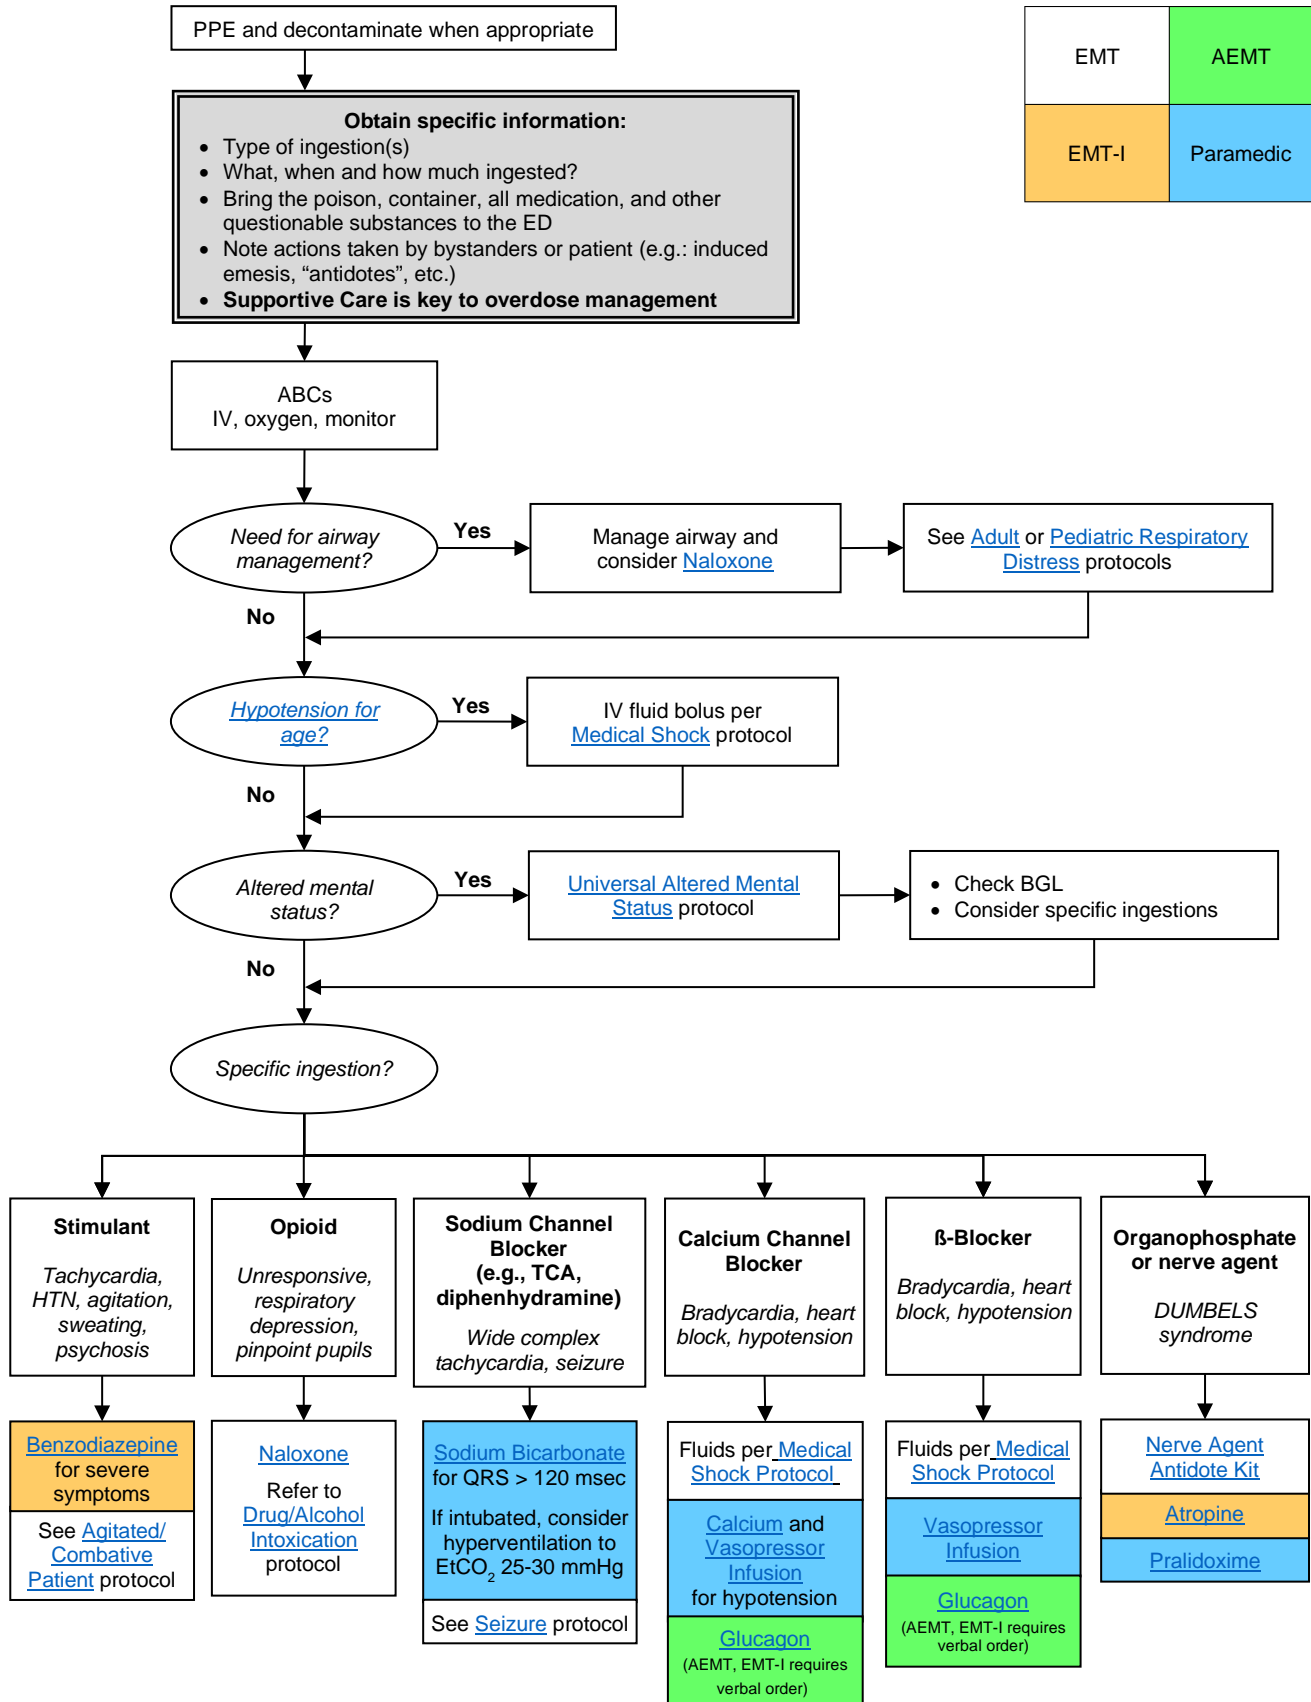 PPE and decontaminate when appropriate
EMT
AEMT
EMT-I
Paramedic
Obtain specific information:
• Type of ingestion(s)
• What, when and how much ingested?
• Bring the poison, container, all medication, and other
questionable substances to the ED
• Note actions taken by bystanders or patient (e.g.: induced
emesis, “antidotes”, etc.)
• Supportive Care is key to overdose management
ABCs
IV, oxygen, monitor
Need for airway
management?
Yes
Manage airway and
consider Naloxone
See Adult or Pediatric Respiratory
Distress protocols
No
Hypotension for
age?
Yes
IV fluid bolus per
Medical Shock protocol
No
Altered mental
status?
Yes
Universal Altered Mental
Status protocol
• Check BGL
• Consider specific ingestions
No
Specific ingestion?
Stimulant
Tachycardia,
HTN, agitation,
sweating,
psychosis
Benzodiazepine
for severe
symptoms
See Agitated/
Combative
Patient protocol
Opioid
Unresponsive,
respiratory
depression,
pinpoint pupils
Naloxone
Refer to
Drug/Alcohol
Intoxication
protocol
Sodium Channel
Blocker
(e.g., TCA,
diphenhydramine)
Wide complex
tachycardia, seizure
Sodium Bicarbonate
for QRS > 120 msec
If intubated, consider
hyperventilation to
EtCO2 25-30 mmHg
See Seizure protocol
Calcium Channel
Blocker
Bradycardia, heart
block, hypotension
Fluids per Medical
Shock Protocol
Calcium and
Vasopressor
Infusion
for hypotension
Glucagon
(AEMT, EMT-I requires
verbal order)
ß-Blocker
Bradycardia, heart
block, hypotension
Fluids per Medical
Shock Protocol
Vasopressor
Infusion
Glucagon
(AEMT, EMT-I requires
verbal order)
Organophosphate
or nerve agent
DUMBELS
syndrome
Nerve Agent
Antidote Kit
Atropine
Pralidoxime